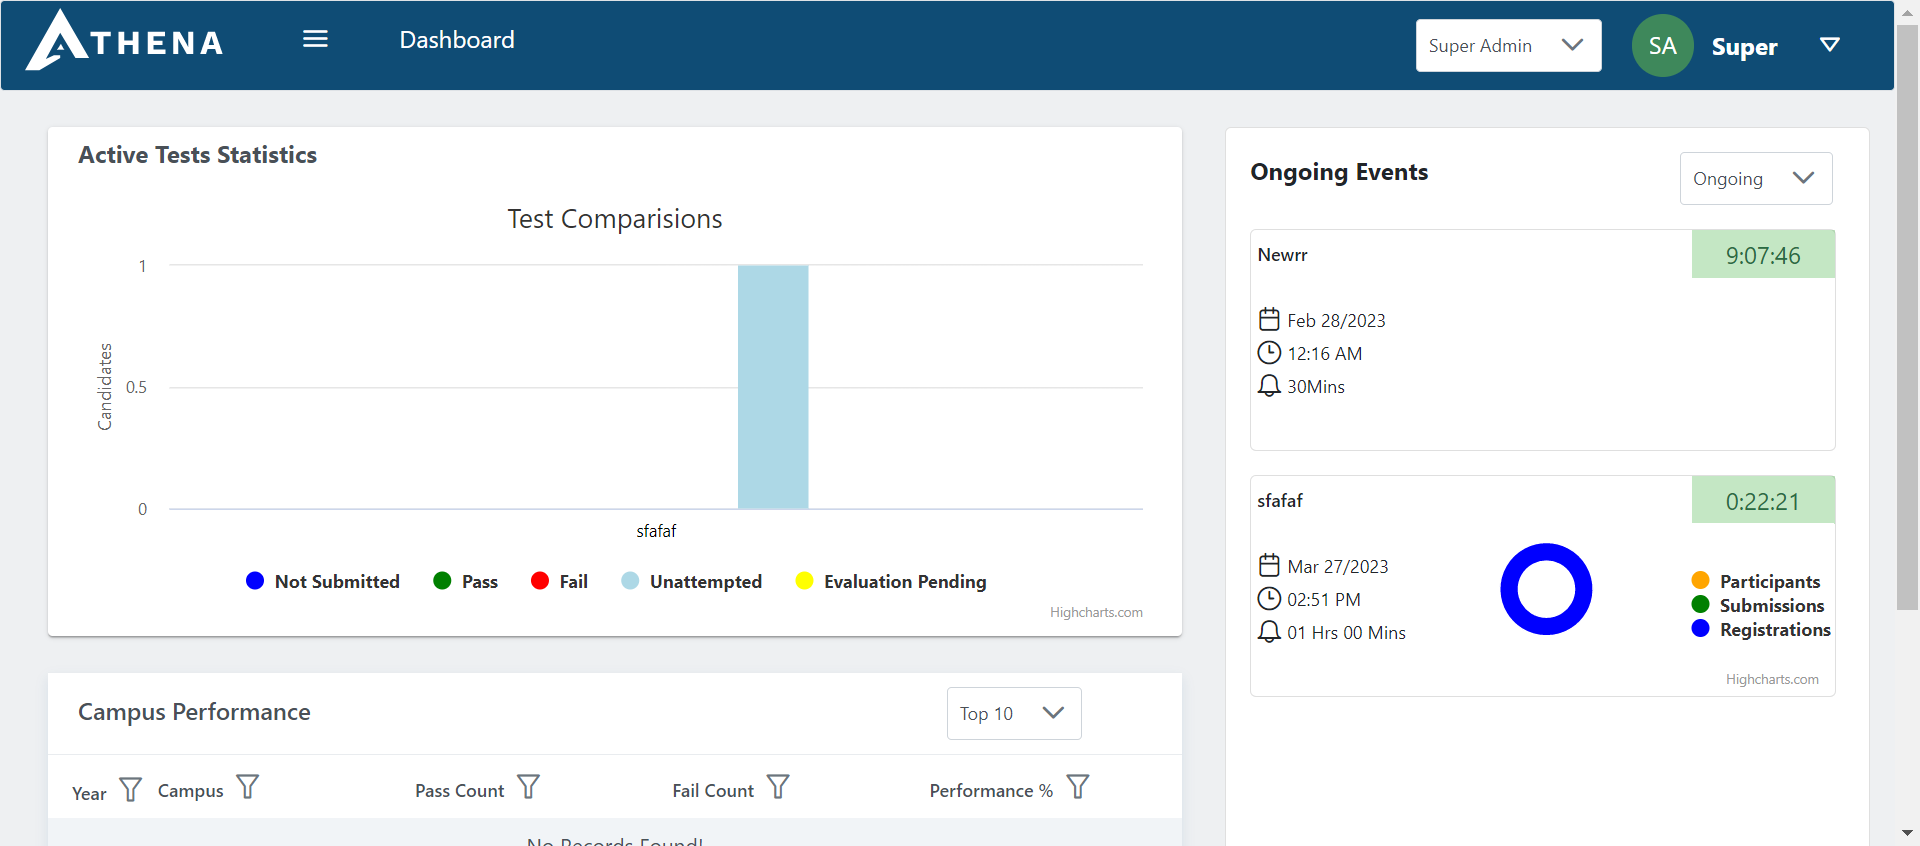 ATHENA
Dashboard
Super Admin
SA
Super
Active Tests Statistics
Test Comparisions
Candidates
1
0.5
0
sfafaf
Not Submitted
Pass
Fail
Unattempted
Evaluation Pending
Highcharts.com
Campus Performance
Top 10
Year
Campus
Pass Count
Fail Count
Performance %
No Records Found!
Ongoing Events
Ongoing
Newrr
9:07:46
Feb 28/2023
12:16 AM
30Mins
sfafaf
0:22:21
Mar 27/2023
02:51 PM
01 Hrs 00 Mins
Participants
Submissions
Registrations
Highcharts.com